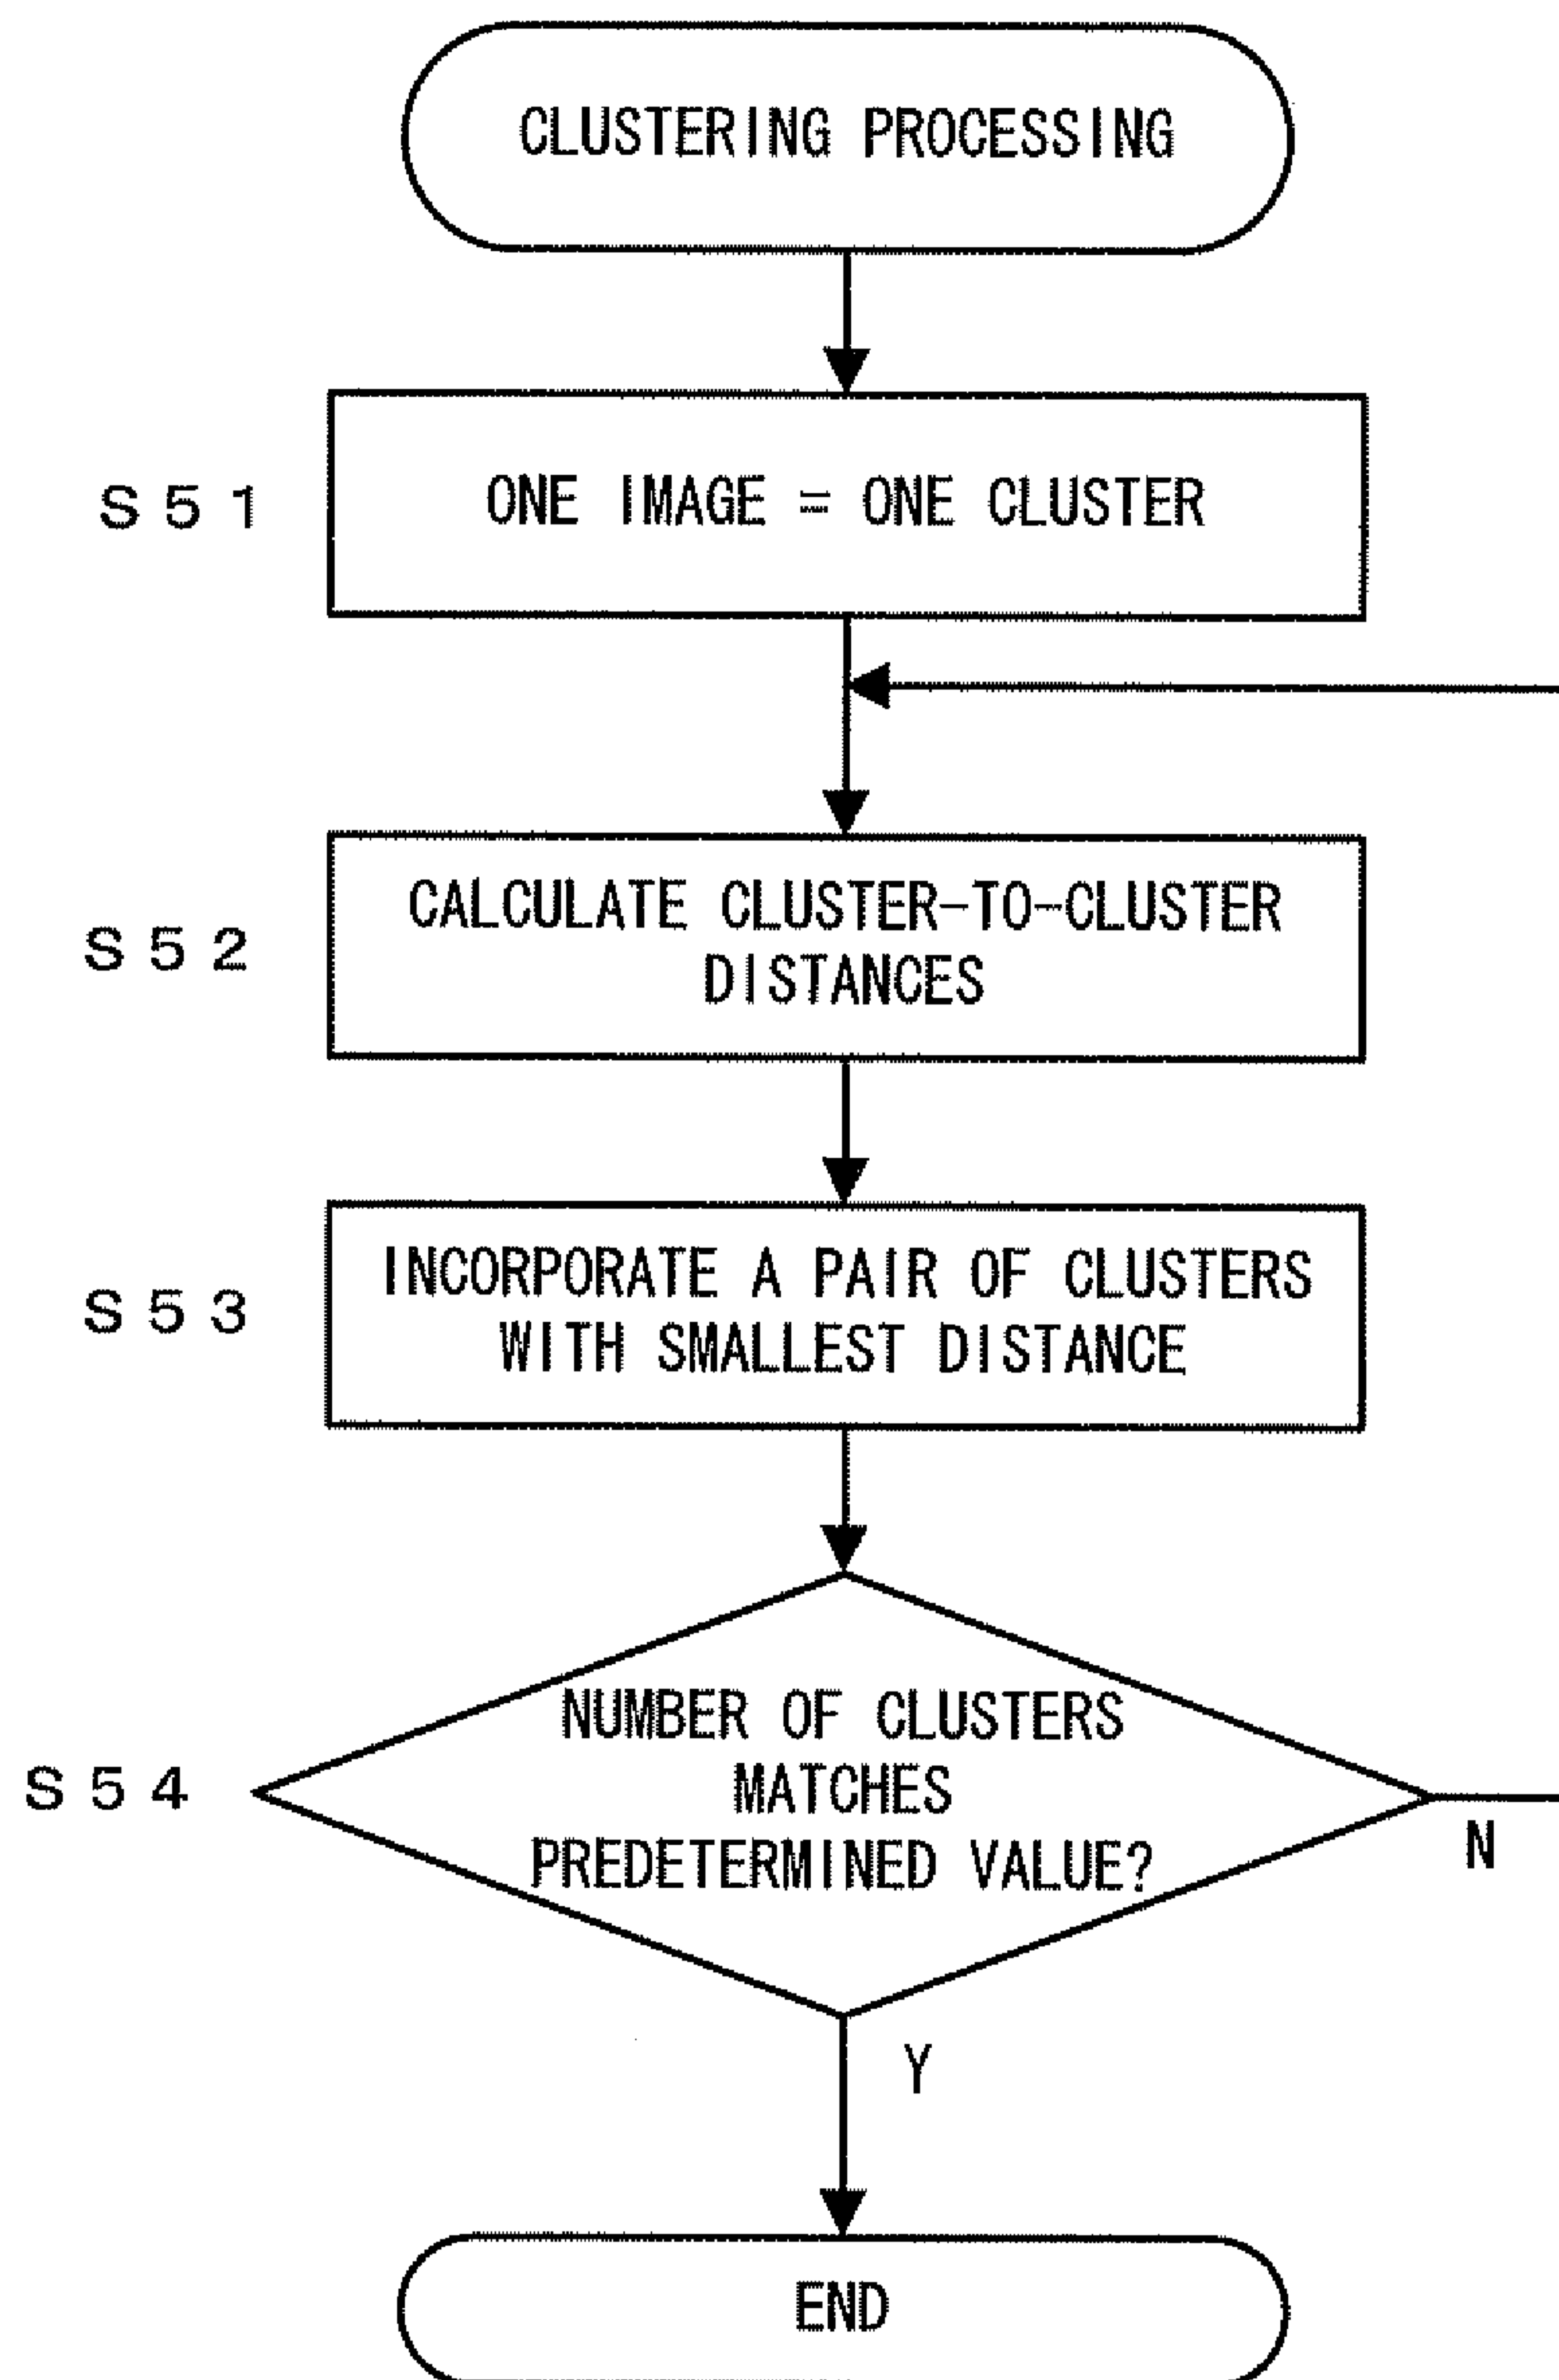 CLUSTERING PROCESSING
S51
ONE IMAGE = ONE CLUSTER
S52
CALCULATE CLUSTER-TO-CLUSTER
DISTANCES
S53
INCORPORATE A PAIR OF CLUSTERS
WITH SMALLEST DISTANCE
S54
NUMBER OF CLUSTERS
MATCHES
PREDETERMINED VALUE?
N
Y
END